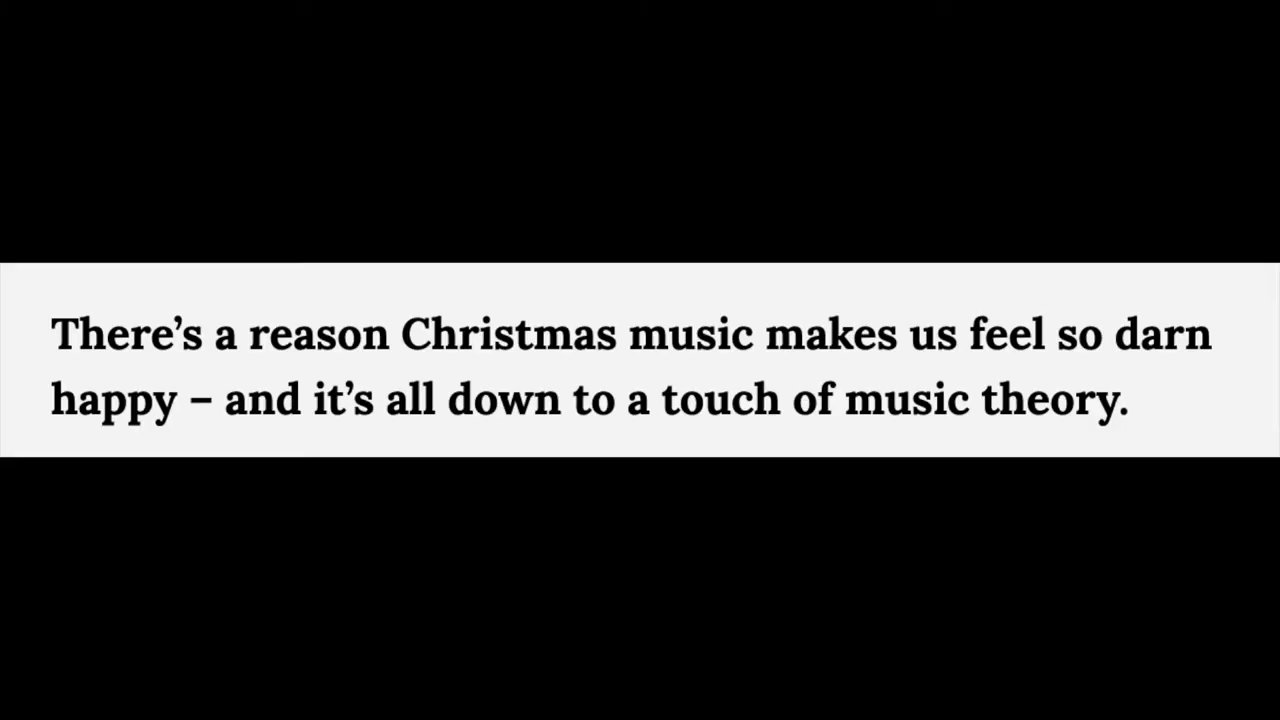 There’s a reason Christmas music makes us feel so darn
happy – and it’s all down to a touch of music theory.